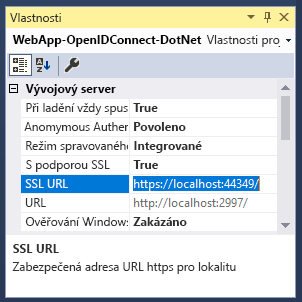 Vlastnosti
WebApp-OpenIDConnect-DotNet Vlastnosti pro
Vývojový server
Při ladění vždy spus True
Anonymous Auther Povoleno
Režim spravovaného Integrované
S podporou SSL True
SSL URL https://localhost:44349/
URL http://localhost:2997/
Ověřování Window: Zakázáno
SSL URL
Zabezpečená adresa URL https pro lokalitu